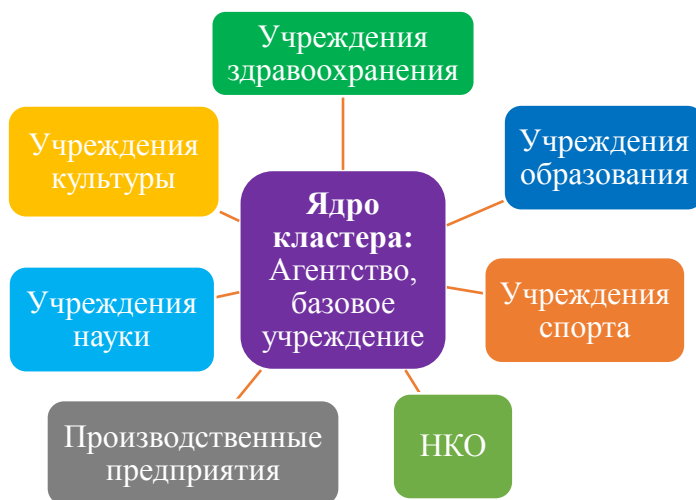 Учреждения
здравоохранения
Учреждения
культуры
Учреждения
образования
Ядро
кластера:
Агентство,
базовое
учреждение
Учреждения
науки
Учреждения
спорта
Производственные
предприятия
НКО